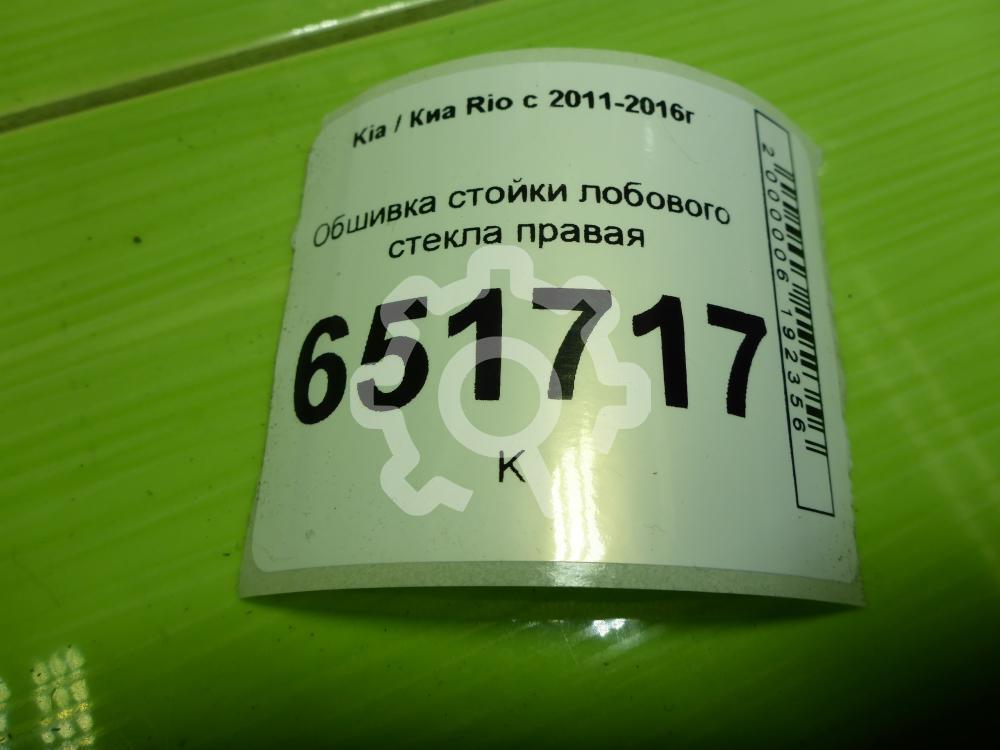 Kia / Киа Rio с 2011-2016г
Обшивка стойки лобового
стекла правая
651717
К
2000006192356